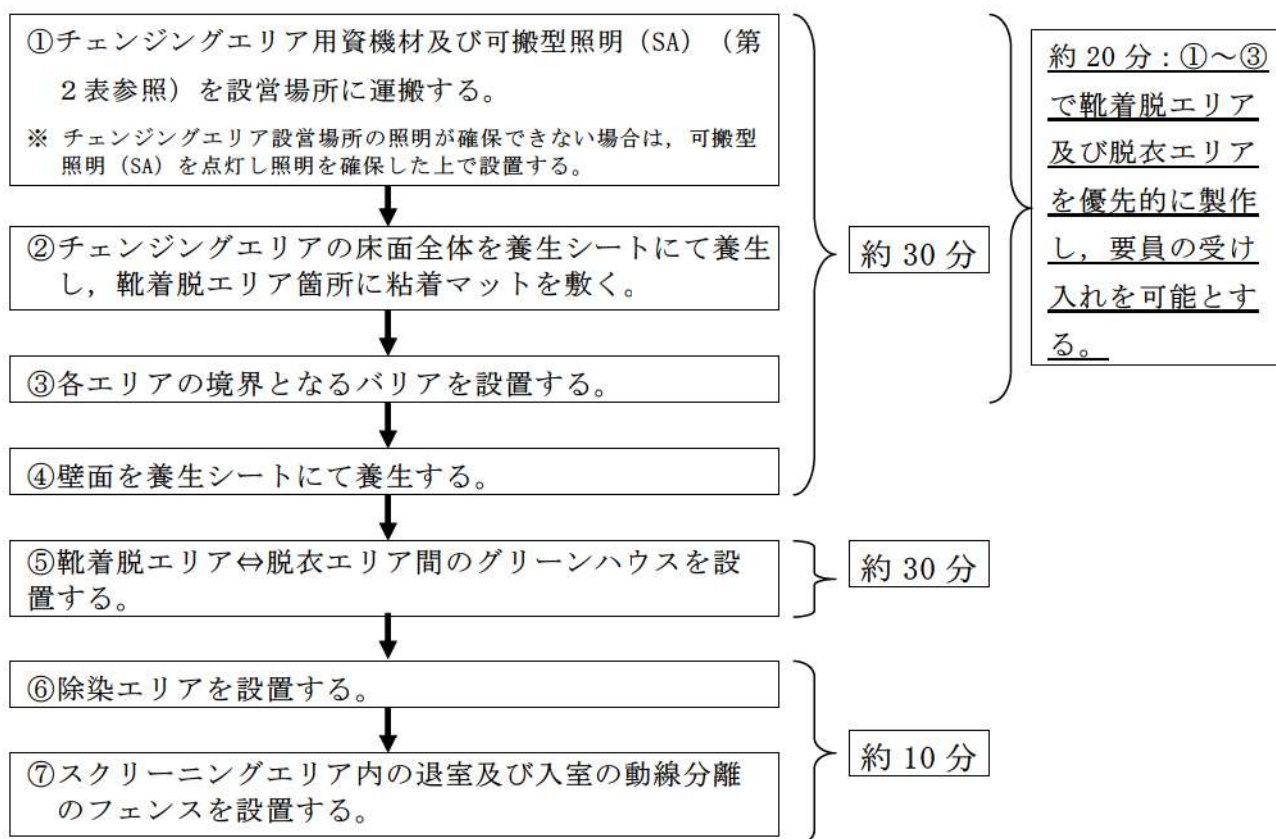 ①チェンジングエリア用資機材及び可搬型照明（SA）（第
２表参照）を設営場所に運搬する。
※ チェンジングエリア設営場所の照明が確保できない場合は，可搬型
照明（SA）を点灯し照明を確保した上で設置する。
②チェンジングエリアの床面全体を養生シートにて養生
し，靴着脱エリア箇所に粘着マットを敷く。
③各エリアの境界となるバリアを設置する。
④壁面を養生シートにて養生する。
約 30 分
約 20 分：①～③
で靴着脱エリア
及び脱衣エリア
を優先的に製作
し，要員の受け
入れを可能とす
る。
⑤靴着脱エリア⇔脱衣エリア間のグリーンハウスを設
置する。
約 30 分
⑥除染エリアを設置する。
⑦スクリーニングエリア内の退室及び入室の動線分離
のフェンスを設置する。
約 10 分